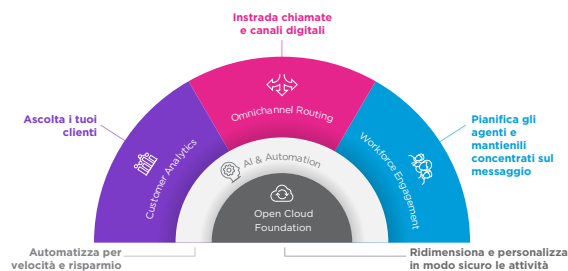 Instrada chiamate
e canali digitali
Ascolta i tuoi
clienti
Omnichannel Routing
Customer Analytics
Workforce Engagement
Pianifica gli
agenti e
mantienili
concentrati sul
messaggio
AI & Automation
Open Cloud
Foundation
Automatizza per
velocità e risparmio
Ridimensiona e personalizza
in modo sicuro le attività